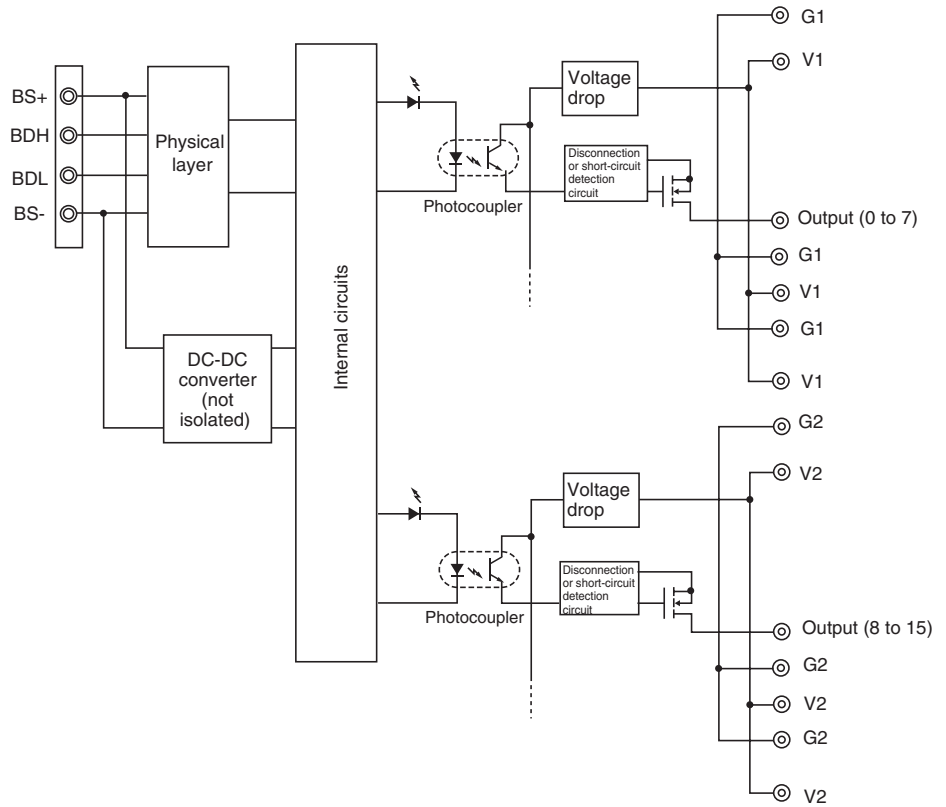 BS+
BDH
BDL
BS-
Physical
layer
DC-DC
converter
(not
isolated)
Internal circuits
Photocoupler
Voltage
drop
Disconnection
or short-circuit
detection
circuit
G1
V1
Output (0 to 7)
G1
V1
G1
V1
Photocoupler
Voltage
drop
Disconnection
or short-circuit
detection
circuit
G2
V2
Output (8 to 15)
G2
V2
G2
V2